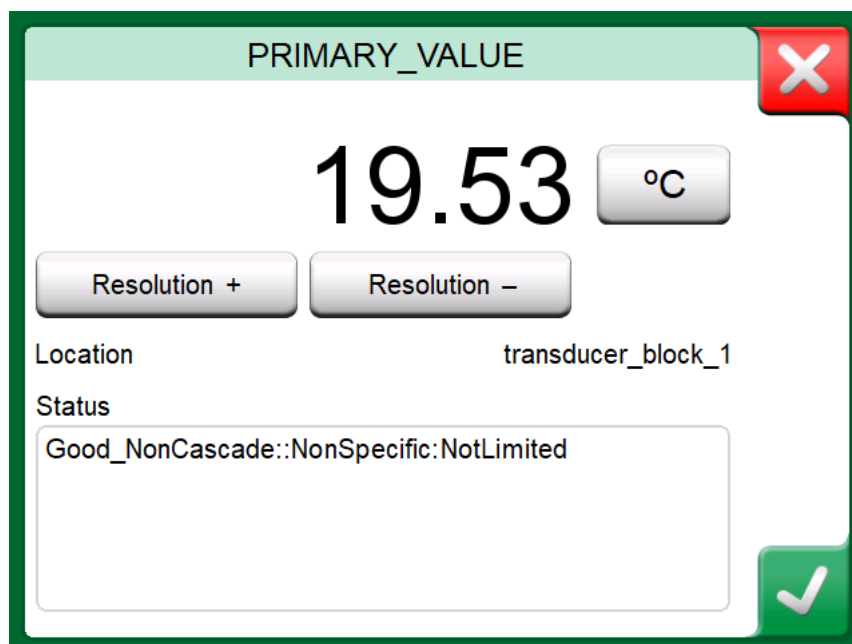 PRIMARY_VALUE
19.53 ºC
Resolution + Resolution –
Location transducer_block_1
Status
Good_NonCascade::NonSpecific:NotLimited